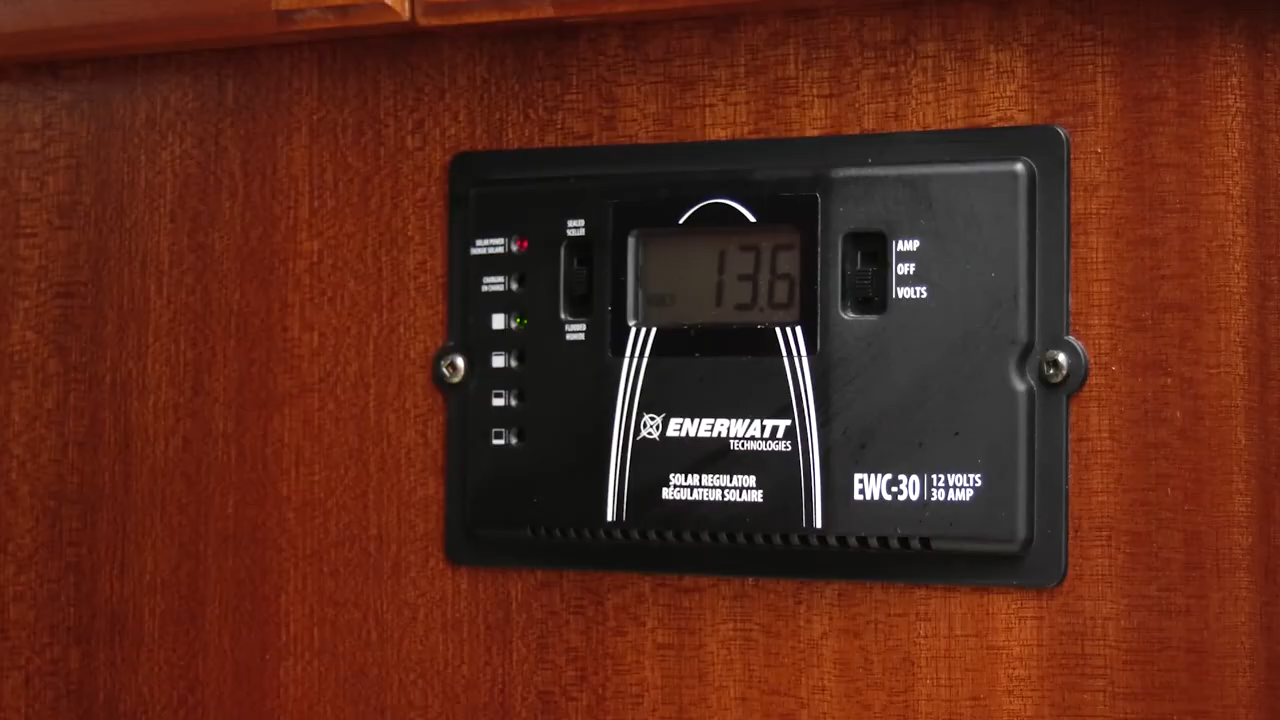 SOLAR POWER
ÉNERGIE SOLAIRE
CHARGING
EN CHARGE
SEALED
SCELLÉE
FLOODED
HUMIDE
13.6
AMP
OFF
VOLTS
ENERWATT
TECHNOLOGIES
SOLAR REGULATOR
RÉGULATEUR SOLAIRE
EWC-30
12 VOLTS
30 AMP